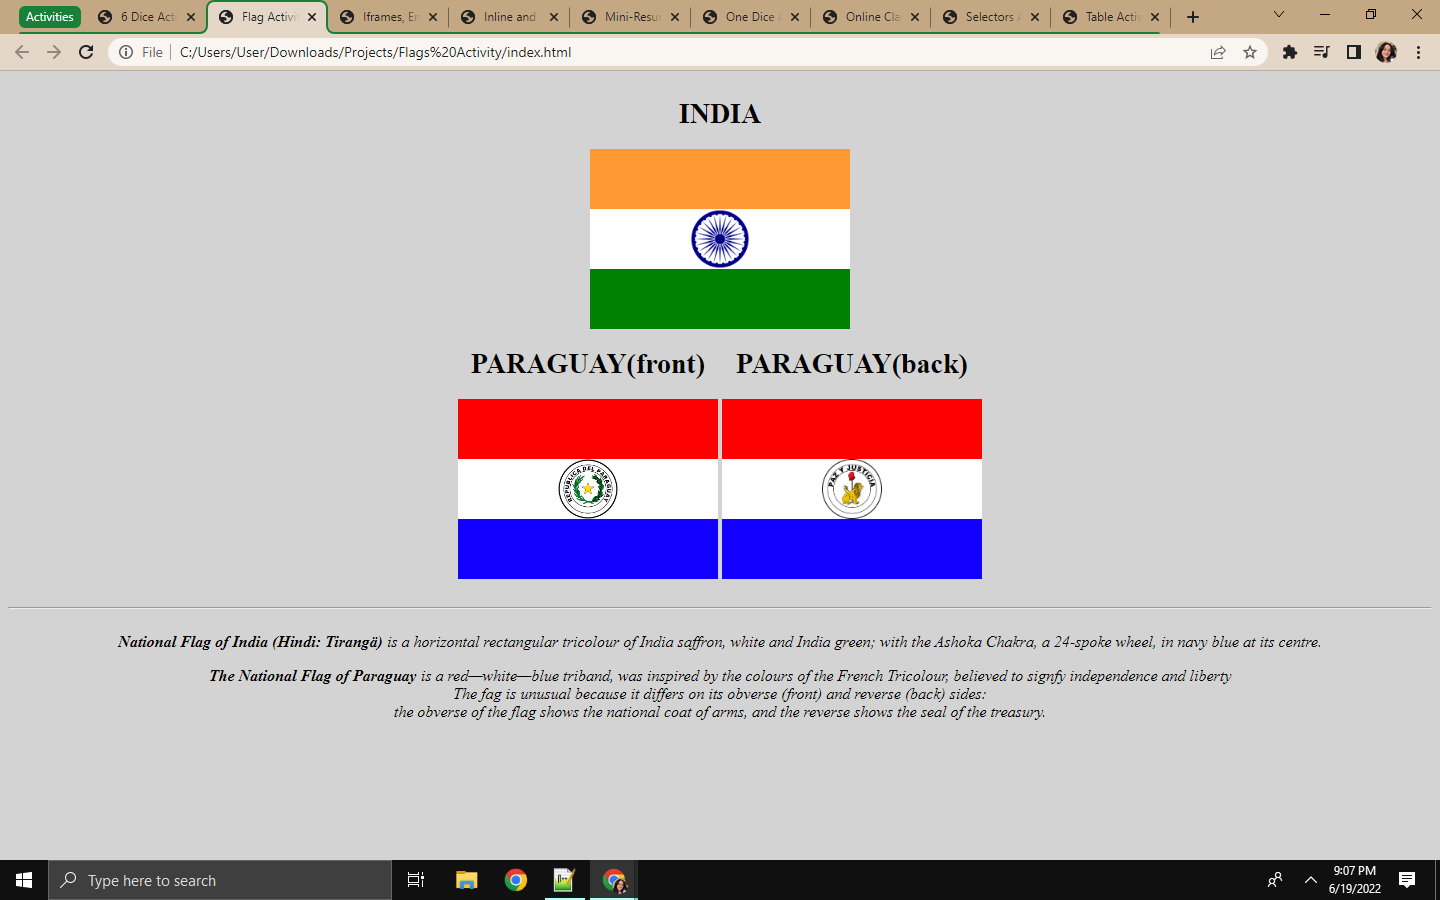 Activities
6 Dice Acti
Flag Activit
Iframes, Em
Inline and
Mini-Resu
One Dice A
Online Cla
Selectors A
Table Activ
File
C:/Users/User/Downloads/Projects/Flags%20Activity/index.html
INDIA
PARAGUAY(front)
PARAGUAY(back)
REPUBLICA DEL PARAGUAY
PAZ Y JUSTICIA
National Flag of India (Hindi: Tirangā) is a horizontal rectangular tricolour of India saffron, white and India green; with the Ashoka Chakra, a 24-spoke wheel, in navy blue at its centre.
The National Flag of Paraguay is a red—white—blue triband, was inspired by the colours of the French Tricolour, believed to signfy independence and liberty
The fag is unusual because it differs on its obverse (front) and reverse (back) sides:
the obverse of the flag shows the national coat of arms, and the reverse shows the seal of the treasury.
Type here to search
9:07 PM
6/19/2022